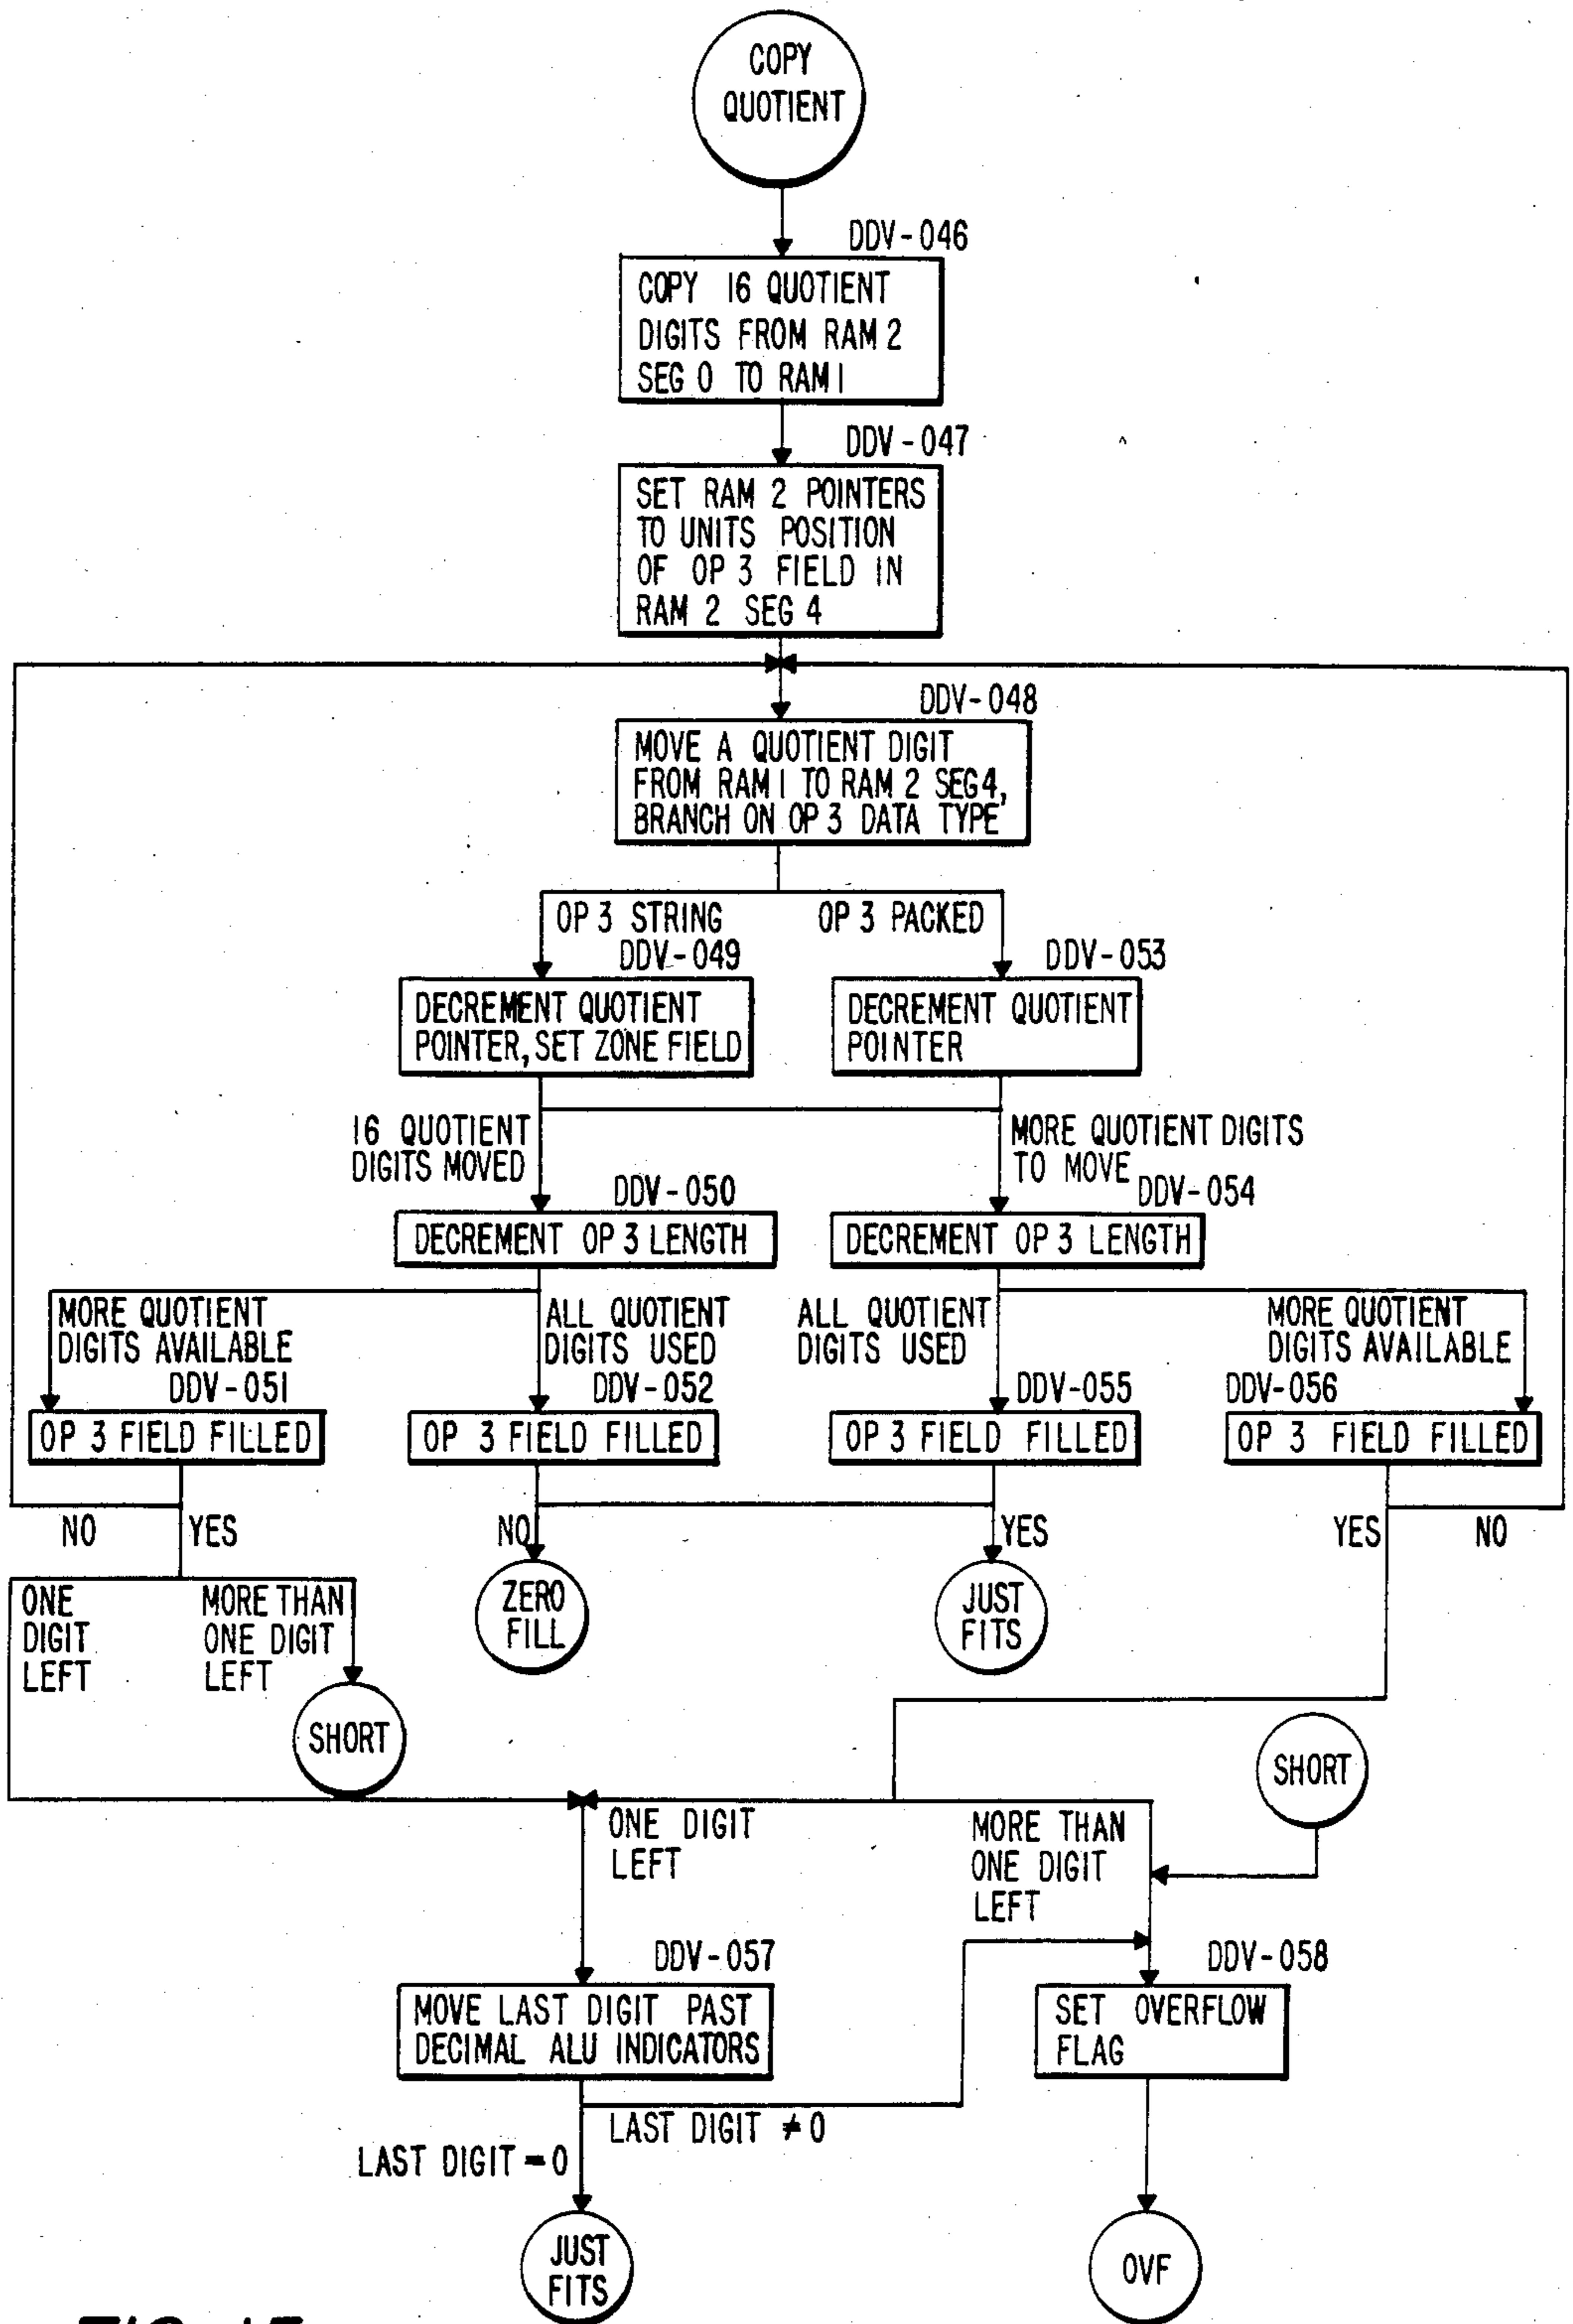 COPY
QUOTIENT
DDV-046
COPY 16 QUOTIENT
DIGITS FROM RAM 2
SEG 0 TO RAM 1
DDV-047
SET RAM 2 POINTERS
TO UNITS POSITION
OF OP 3 FIELD IN
RAM 2 SEG 4
DDV-048
MOVE A QUOTIENT DIGIT
FROM RAM 1 TO RAM 2 SEG 4,
BRANCH ON OP 3 DATA TYPE
OP 3 STRING
OP 3 PACKED
DDV-049
DDV-053
DECREMENT QUOTIENT
POINTER, SET ZONE FIELD
DECREMENT QUOTIENT
POINTER
16 QUOTIENT
DIGITS MOVED
MORE QUOTIENT DIGITS
TO MOVE
DDV-050
DDV-054
DECREMENT OP 3 LENGTH
DECREMENT OP 3 LENGTH
MORE QUOTIENT
DIGITS AVAILABLE
ALL QUOTIENT
DIGITS USED
ALL QUOTIENT
DIGITS USED
MORE QUOTIENT
DIGITS AVAILABLE
DDV-051
DDV-052
DDV-055
DDV-056
OP 3 FIELD FILLED
OP 3 FIELD FILLED
OP 3 FIELD FILLED
OP 3 FIELD FILLED
NO
YES
NO
YES
YES
NO
ONE
DIGIT
LEFT
MORE THAN
ONE DIGIT
LEFT
ZERO
FILL
JUST
FITS
SHORT
SHORT
ONE DIGIT
LEFT
MORE THAN
ONE DIGIT
LEFT
DDV-057
DDV-058
MOVE LAST DIGIT PAST
DECIMAL ALU INDICATORS
SET OVERFLOW
FLAG
LAST DIGIT ≠ 0
LAST DIGIT = 0
JUST
FITS
OVF